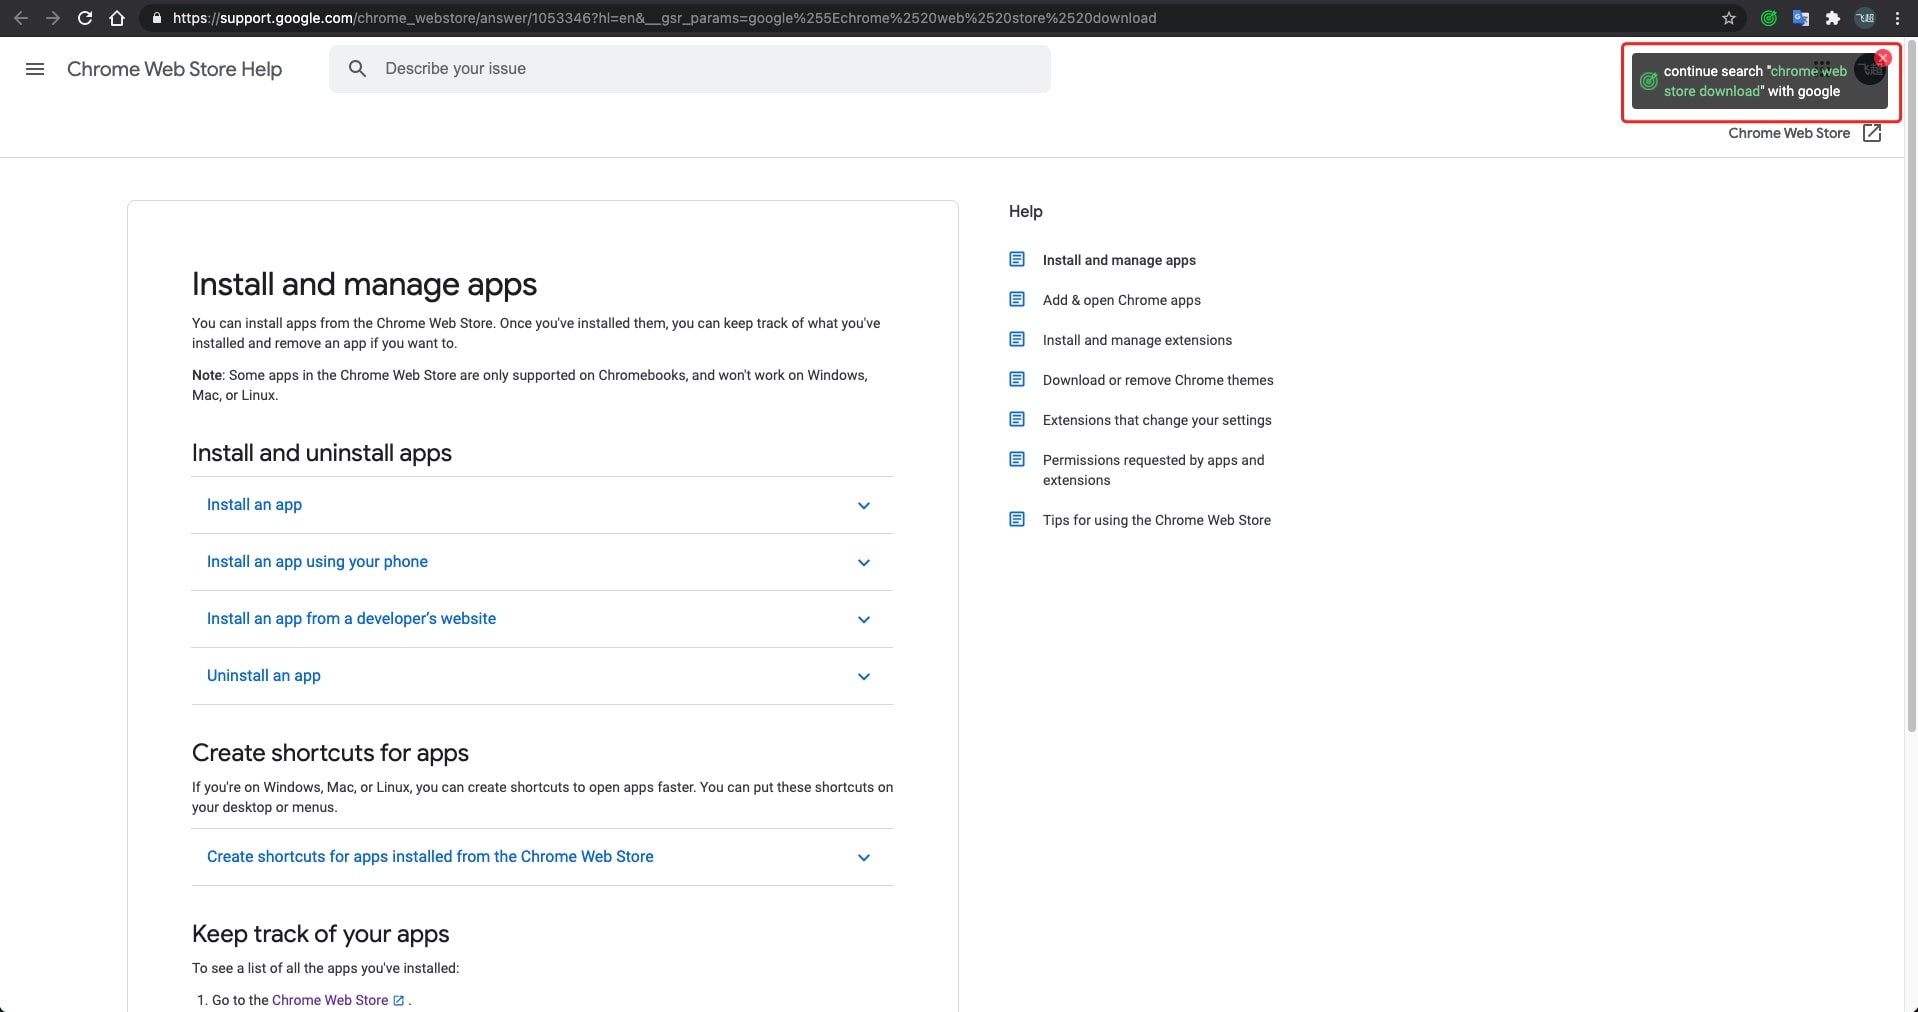 https://support.google.com/chrome_webstore/answer/1053346?hl=en&__gsr_params=google%255Echrome%2520web%2520store%2520download
飞超
Chrome Web Store Help
Describe your issue
continue search "chrome web
store download" with google
飞超
Chrome Web Store
Install and manage apps
You can install apps from the Chrome Web Store. Once you've installed them, you can keep track of what you've
installed and remove an app if you want to.
Note: Some apps in the Chrome Web Store are only supported on Chromebooks, and won't work on Windows,
Mac, or Linux.
Install and uninstall apps
Install an app
Install an app using your phone
Install an app from a developer’s website
Uninstall an app
Create shortcuts for apps
If you're on Windows, Mac, or Linux, you can create shortcuts to open apps faster. You can put these shortcuts on
your desktop or menus.
Create shortcuts for apps installed from the Chrome Web Store
Keep track of your apps
To see a list of all the apps you've installed:
1. Go to the Chrome Web Store .
Help
Install and manage apps
Add & open Chrome apps
Install and manage extensions
Download or remove Chrome themes
Extensions that change your settings
Permissions requested by apps and
extensions
Tips for using the Chrome Web Store